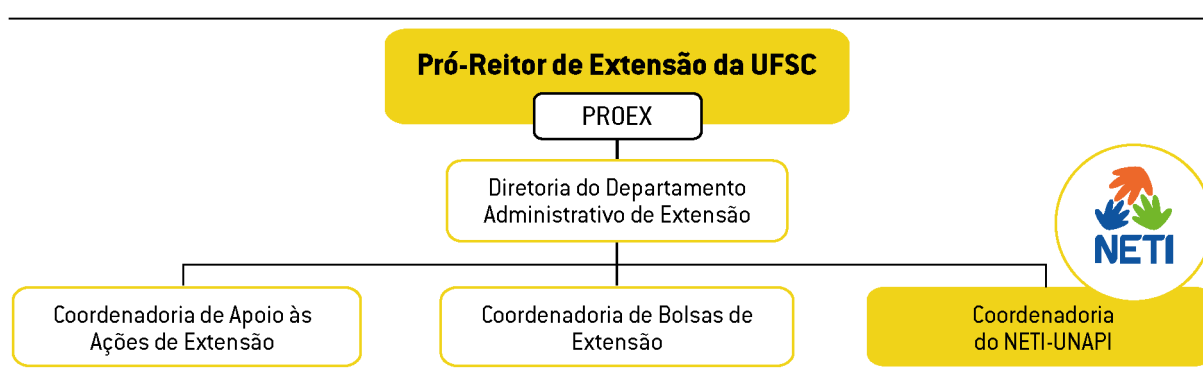 Pró-Reitor de Extensão da UFSC
PROEX
Diretoria do Departamento
Administrativo de Extensão
NETI
Coordenadoria de Apoio às
Ações de Extensão
Coordenadoria de Bolsas de
Extensão
Coordenadoria
do NETI-UNAPI